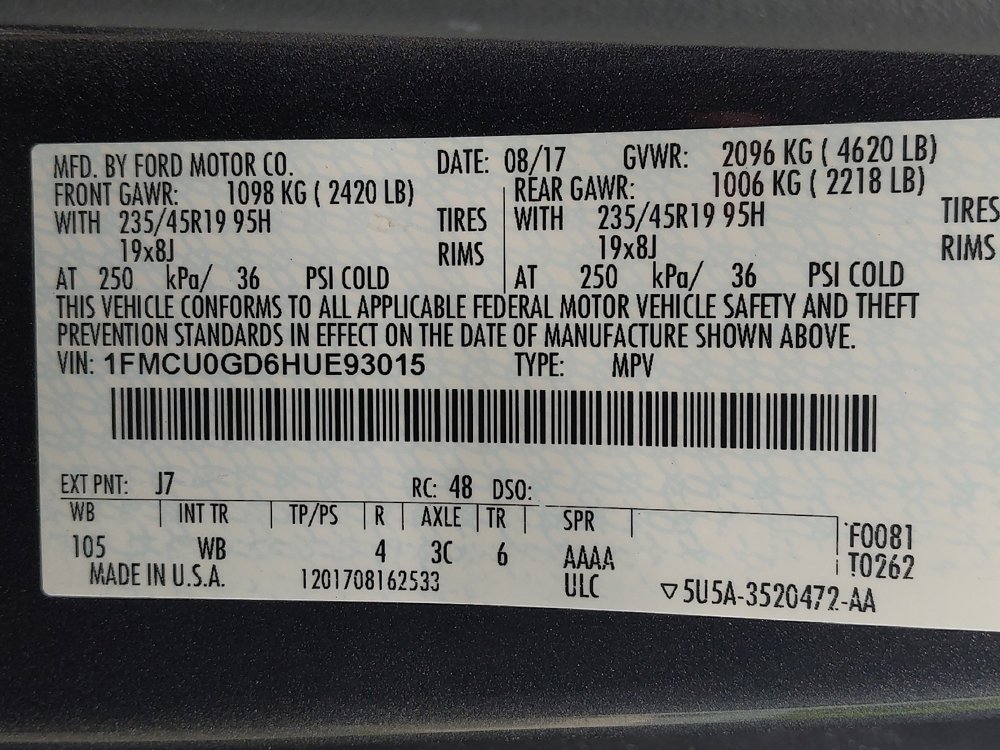 MFD. BY FORD MOTOR CO. DATE: 08/17 GVWR: 2096 KG ( 4620 LB)
FRONT GAWR: 1098 KG ( 2420 LB) REAR GAWR: 1006 KG ( 2218 LB)
WITH 235/45R19 95H TIRES WITH 235/45R19 95H TIRES
19x8J RIMS 19x8J RIMS
AT 250 kPa/ 36 PSI COLD AT 250 kPa/ 36 PSI COLD
THIS VEHICLE CONFORMS TO ALL APPLICABLE FEDERAL MOTOR VEHICLE SAFETY AND THEFT
PREVENTION STANDARDS IN EFFECT ON THE DATE OF MANUFACTURE SHOWN ABOVE.
VIN: 1FMCU0GD6HUE93015 TYPE: MPV
EXT PNT: J7 RC: 48 DSO:
WB INT TR TP/PS R AXLE TR SPR F0081
105 WB 4 3C 6 AAAA T0262
MADE IN U.S.A. 1201708162533 ULC ▽5U5A-3520472-AA